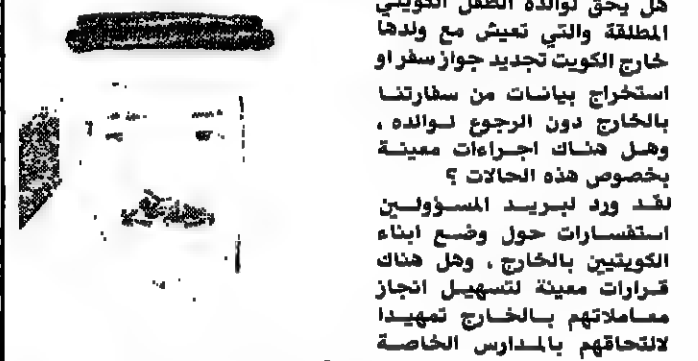 هل يحق لوالدة الطفل الكويتي
المطلقة والتي تعيش مع ولدها
خارج الكويت تجديد جواز سفر او
استخراج بيانات من سفارتنا
بالخارج دون الرجوع لوالده ،
وهل هناك اجراءات معينة
بخصوص هذه الحالات ؟
لقد ورد لبريد المسؤولين
استفسارات حول وضع ابناء
الكويتيين بالخارج ، وهل هناك
قرارات معينة لتسهيل انجاز
معاملاتهم بالخارج تمهيدا
لالتحاقهم بالمدارس الخاصة